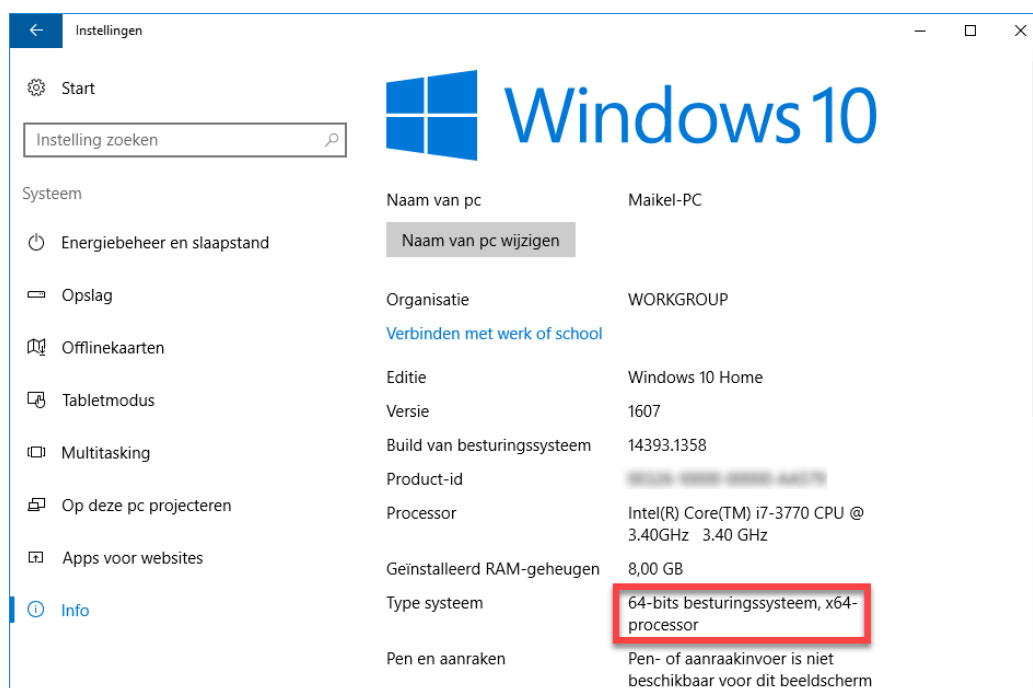 Instellingen
Start
Instelling zoeken
Systeem
Energiebeheer en slaapstand
Opslag
Offlinekaarten
Tabletmodus
Multitasking
Op deze pc projecteren
Apps voor websites
Info
Windows 10
Naam van pc Maikel-PC
Naam van pc wijzigen
Organisatie WORKGROUP
Verbinden met werk of school
Editie Windows 10 Home
Versie 1607
Build van besturingssysteem 14393.1358
Product-id
Processor Intel(R) Core(TM) i7-3770 CPU @
3.40GHz 3.40 GHz
Geïnstalleerd RAM-geheugen 8,00 GB
Type systeem 64-bits besturingssysteem, x64-
processor
Pen en aanraken Pen- of aanraakinvoer is niet
beschikbaar voor dit beeldscherm